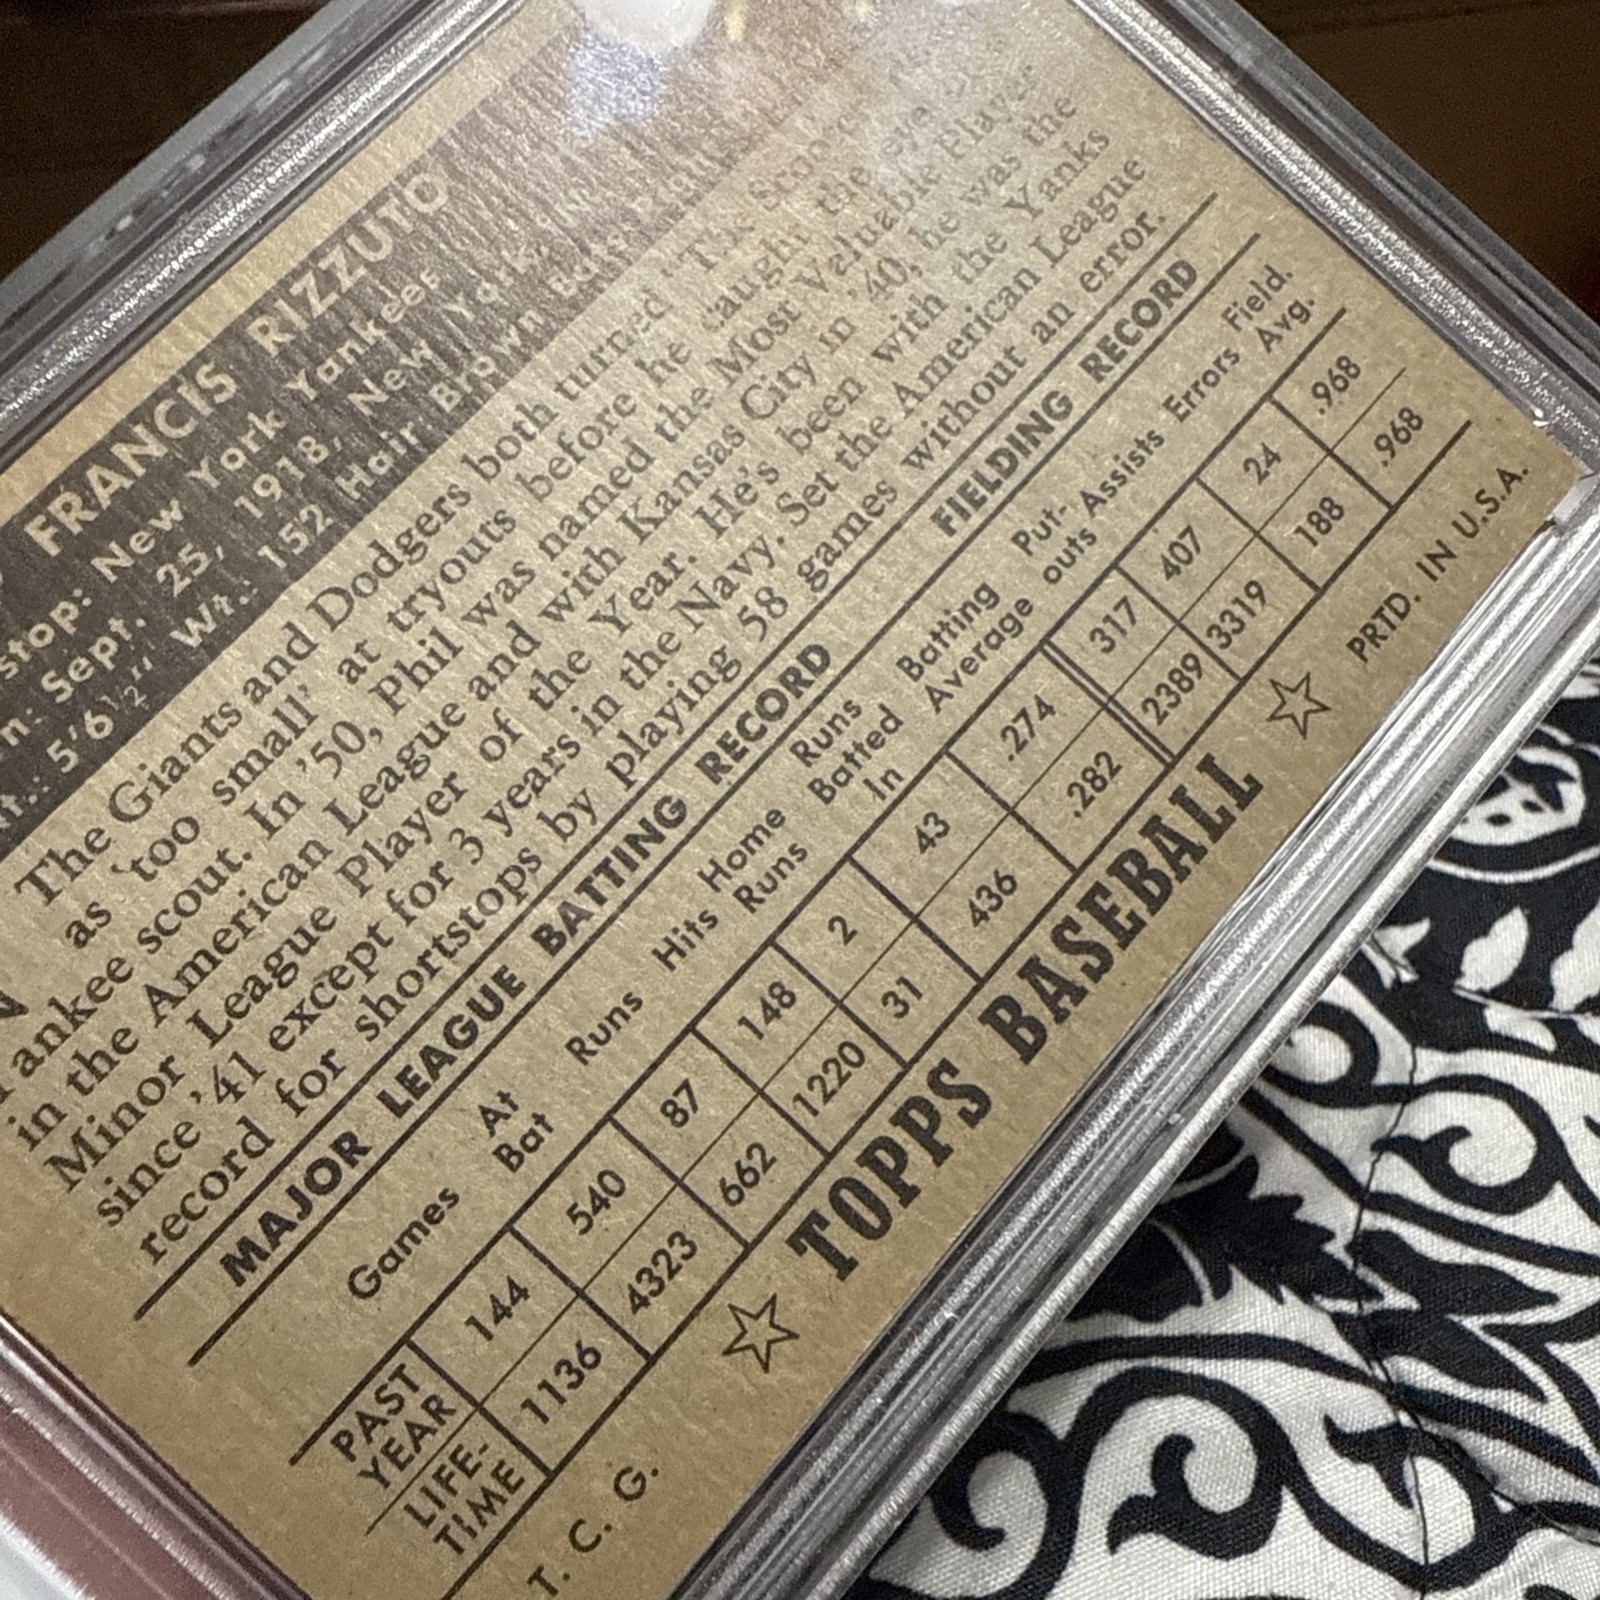 FRANCIS RIZZUTO
stop: New York Yankees
Sept. 25, 1918, New York, N
5'6½" Wt.: 152 Hair Brown Bats
The Giants and Dodgers both turned "The
as 'too small' at tryouts before he caught the eye
ankee scout. In '50, Phil was named the Most Valuable Player
in the American League and with Kansas City in '40, he was the
Minor League Player of the Year. He's been with the Yanks
since '41 except for 3 years in the Navy. Set the American League
record for shortstops by playing 58 games without an error.
MAJOR LEAGUE BATTING RECORD FIELDING RECORD
Games At Bat Runs Hits Home Runs Runs Batted In Batting Average Put-outs Assists Errors Field. Avg.
PAST YEAR 144 540 87 148 2 43 .274 317 407 24 .968
LIFE-TIME 1136 4323 662 1220 31 436 .282 2389 3319 188 .968
T. C. G. ☆ TOPPS BASEBALL ☆ PRTD. IN U.S.A.